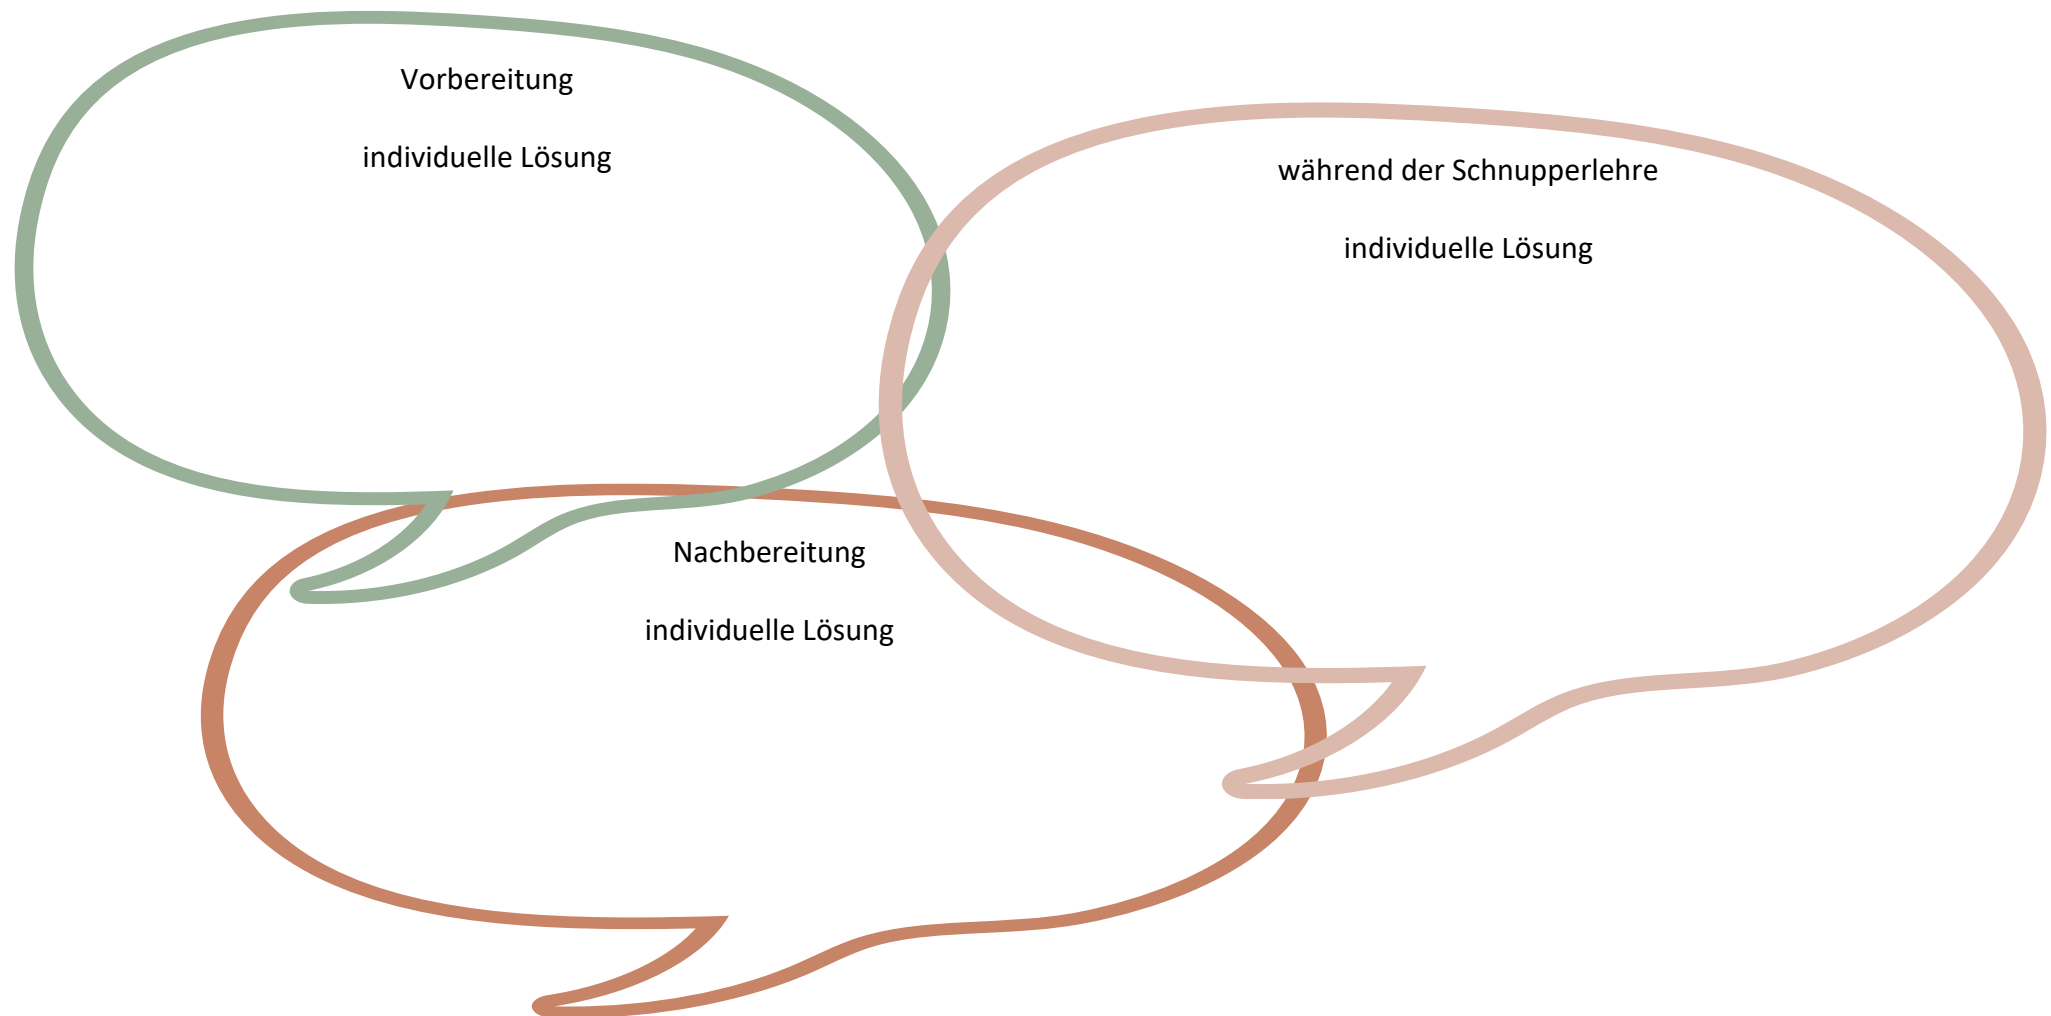 Vorbereitung
individuelle Lösung
während der Schnupperlehre
individuelle Lösung
Nachbereitung
individuelle Lösung